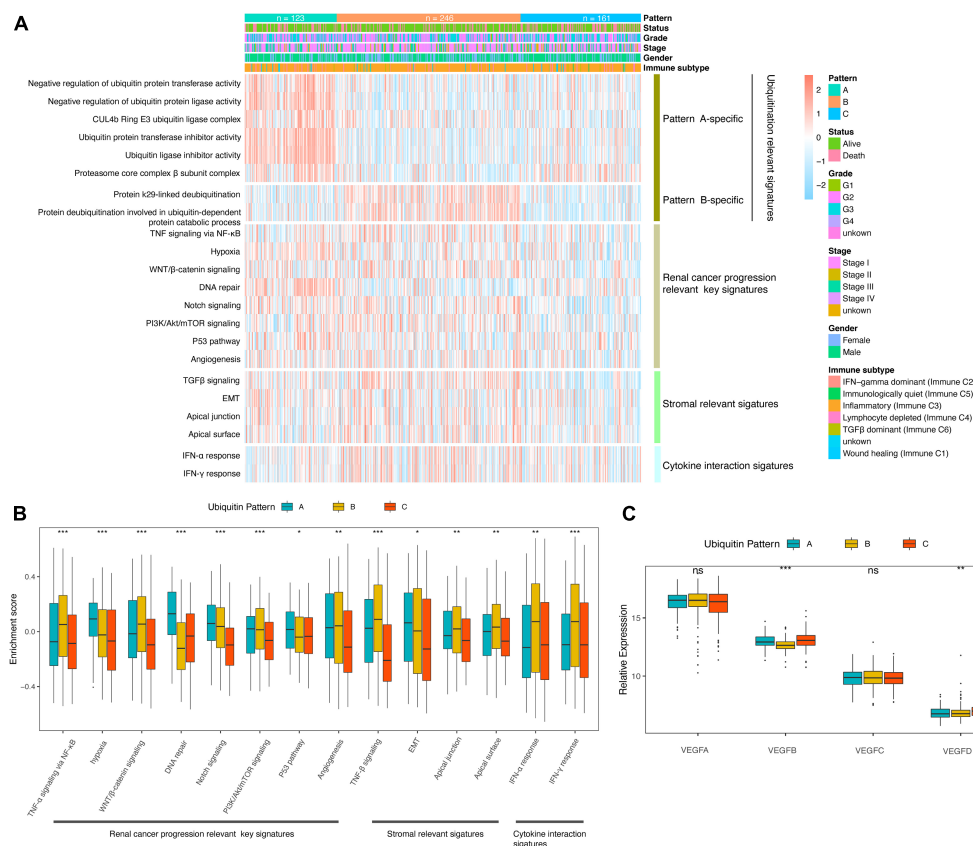 A
n = 123
n = 246
n = 161
Pattern
Status
Grade
Stage
Gender
Immune subtype
Negative regulation of ubiquitin protein transferase activity
Negative regulation of ubiquitin protein ligase activity
CUL4b Ring E3 ubiquitin ligase complex
Ubiquitin protein transferase inhibitor activity
Ubiquitin ligase inhibitor activity
Proteasome core complex β subunit complex
Protein k29-linked deubiquitination
Protein deubiquitination involved in ubiquitin-dependent
protein catabolic process
TNF signaling via NF-κB
Hypoxia
WNT/β-catenin signaling
DNA repair
Notch signaling
PI3K/Akt/mTOR signaling
P53 pathway
Angiogenesis
TGFβ signaling
EMT
Apical junction
Apical surface
IFN-α response
IFN-γ response
Pattern A-specific
Pattern B-specific
Ubiquitination relevant
signatures
Renal cancer progression
relevant key signatures
Stromal relevant sigatures
Cytokine interaction sigatures
2
1
0
−1
−2
Pattern
A
B
C
Status
Alive
Death
Grade
G1
G2
G3
G4
unkown
Stage
Stage I
Stage II
Stage III
Stage IV
unkown
Gender
Female
Male
Immune subtype
IFN−gamma dominant (Immune C2
Immunologically quiet (Immune C5)
Inflammatory (Immune C3)
Lymphocyte depleted (Immune C4)
TGFβ dominant (Immune C6)
unkown
Wound healing (Immune C1)
B
Ubiquitin Pattern
A
B
C
Enrichment score
0.4
0.0
−0.4
*** *** *** *** *** *** * ** *** * ** ** ** ***
TNF-α signaling via NF-κB
hypoxia
WNT/β-catenin signaling
DNA repair
Notch signaling
PI3K/Akt/mTOR signaling
P53 pathway
Angiogenesis
TNF-β signaling
EMT
Apical junction
Apical surface
IFN-α response
IFN-γ response
Renal cancer progression relevant key signatures
Stromal relevant sigatures
Cytokine interaction
sigatures
C
Ubiquitin Pattern
A
B
C
Relative Experession
15
10
ns
***
ns
**
VEGFA
VEGFB
VEGFC
VEGFD